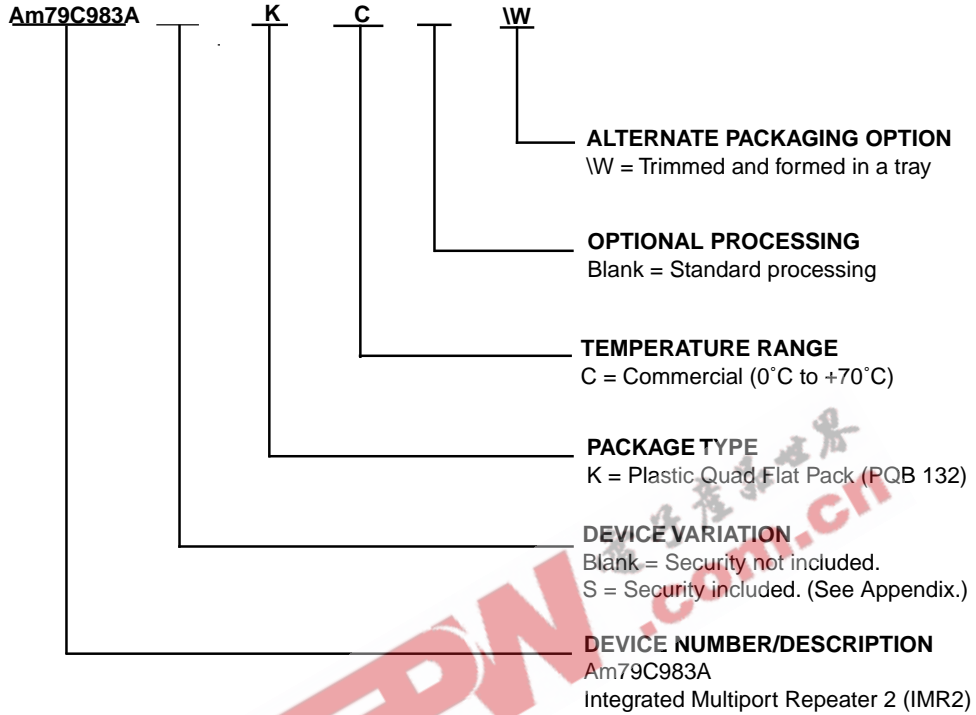 Am79C983A K C \W
ALTERNATE PACKAGING OPTION
\W = Trimmed and formed in a tray
OPTIONAL PROCESSING
Blank = Standard processing
TEMPERATURE RANGE
C = Commercial (0˚C to +70˚C)
PACKAGE TYPE
K = Plastic Quad Flat Pack (PQB 132)
DEVICE VARIATION
Blank = Security not included.
S = Security included. (See Appendix.)
DEVICE NUMBER/DESCRIPTION
Am79C983A
Integrated Multiport Repeater 2 (IMR2)
.com.cn